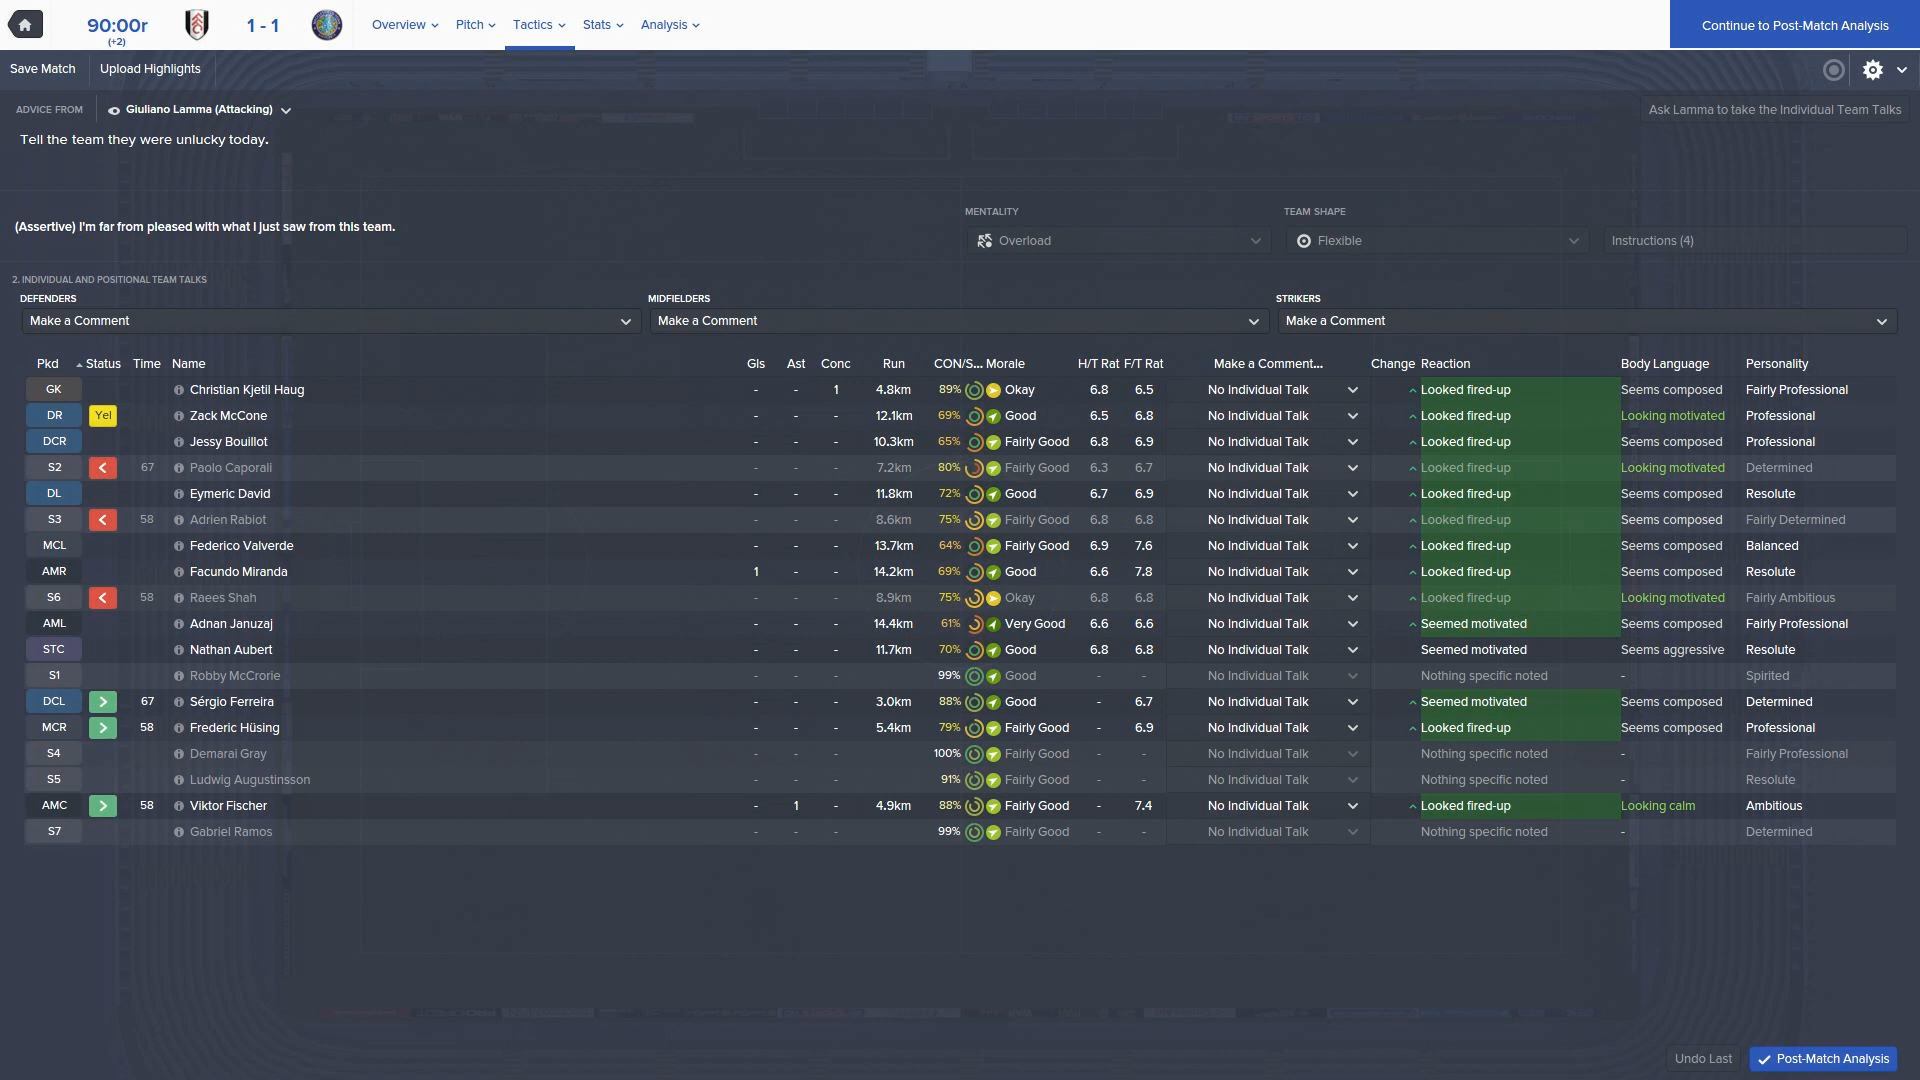 90:00r
(+2)
1 - 1
Overview Pitch Tactics Stats Analysis
Continue to Post-Match Analysis
Save Match Upload Highlights
ADVICE FROM Giuliano Lamma (Attacking)
Ask Lamma to take the Individual Team Talks
Tell the team they were unlucky today.
(Assertive) I'm far from pleased with what I just saw from this team.
MENTALITY TEAM SHAPE
Overload Flexible Instructions (4)
2. INDIVIDUAL AND POSITIONAL TEAM TALKS
DEFENDERS MIDFIELDERS STRIKERS
Make a Comment Make a Comment Make a Comment
Pkd Status Time Name Gls Ast Conc Run CON/S... Morale H/T Rat F/T Rat Make a Comment... Change Reaction Body Language Personality
GK Christian Kjetil Haug - - 1 4.8km 89% Okay 6.8 6.5 No Individual Talk Looked fired-up Seems composed Fairly Professional
DR Yel Zack McCone - - - 12.1km 69% Good 6.5 6.8 No Individual Talk Looked fired-up Looking motivated Professional
DCR Jessy Bouillot - - - 10.3km 65% Fairly Good 6.8 6.9 No Individual Talk Looked fired-up Seems composed Professional
S2 67 Paolo Caporali - - - 7.2km 80% Fairly Good 6.3 6.7 No Individual Talk Looked fired-up Looking motivated Determined
DL Eymeric David - - - 11.8km 72% Good 6.7 6.9 No Individual Talk Looked fired-up Seems composed Resolute
S3 58 Adrien Rabiot - - - 8.6km 75% Fairly Good 6.8 6.8 No Individual Talk Looked fired-up Seems composed Fairly Determined
MCL Federico Valverde - - - 13.7km 64% Fairly Good 6.9 7.6 No Individual Talk Looked fired-up Seems composed Balanced
AMR Facundo Miranda 1 - - 14.2km 69% Good 6.6 7.8 No Individual Talk Looked fired-up Seems composed Resolute
S6 58 Raees Shah - - - 8.9km 75% Okay 6.8 6.8 No Individual Talk Looked fired-up Looking motivated Fairly Ambitious
AML Adnan Januzaj - - - 14.4km 61% Very Good 6.6 6.6 No Individual Talk Seemed motivated Seems composed Fairly Professional
STC Nathan Aubert - - - 11.7km 70% Good 6.8 6.8 No Individual Talk Seemed motivated Seems aggressive Resolute
S1 Robby McCrorie - - - 99% Good - - No Individual Talk Nothing specific noted - Spirited
DCL 67 Sérgio Ferreira - - - 3.0km 88% Good - 6.7 No Individual Talk Seemed motivated Seems composed Determined
MCR 58 Frederic Hüsing - - - 5.4km 79% Fairly Good - 6.9 No Individual Talk Looked fired-up Seems composed Professional
S4 Demarai Gray - - - 100% Fairly Good - - No Individual Talk Nothing specific noted - Fairly Professional
S5 Ludwig Augustinsson - - - 91% Fairly Good - - No Individual Talk Nothing specific noted - Resolute
AMC 58 Viktor Fischer - 1 - 4.9km 88% Fairly Good - 7.4 No Individual Talk Looked fired-up Looking calm Ambitious
S7 Gabriel Ramos - - - 99% Fairly Good - - No Individual Talk Nothing specific noted - Determined
Undo Last Post-Match Analysis